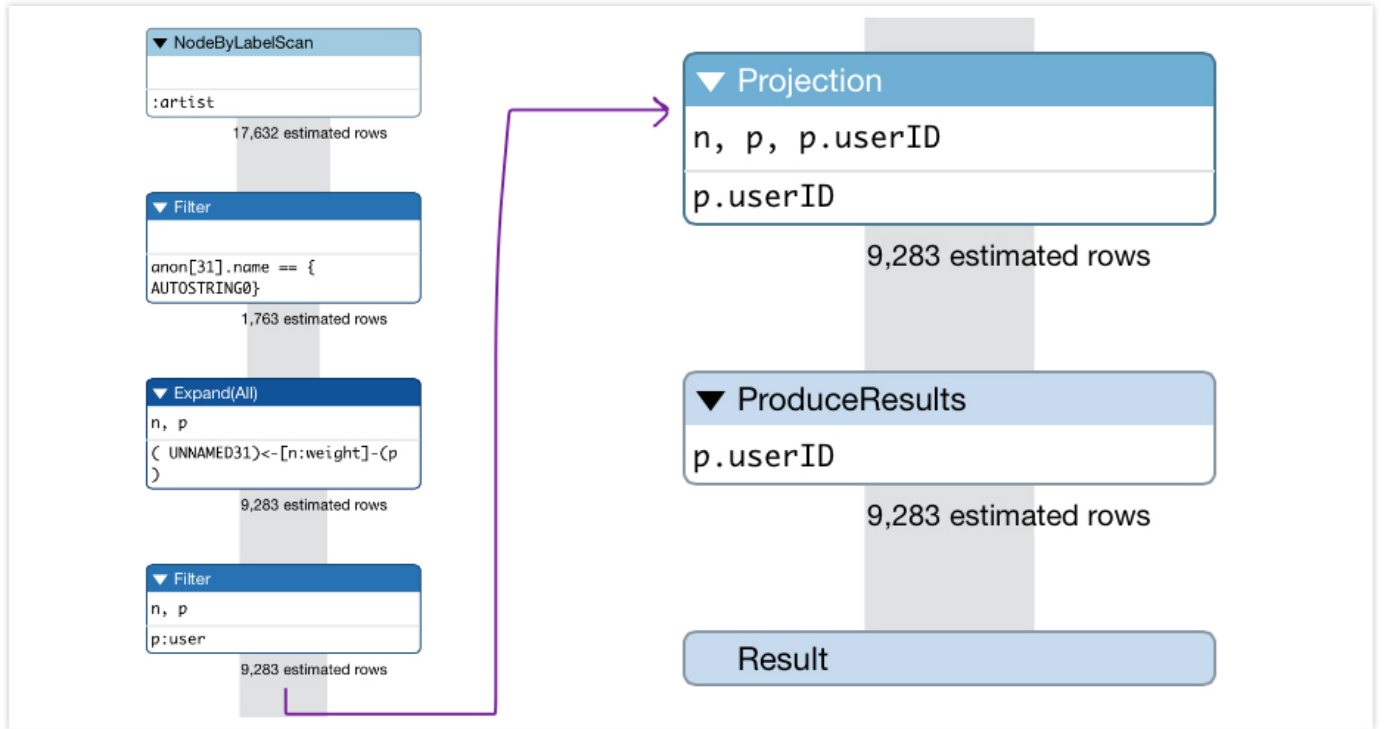 NodeByLabelScan
:artist
17,632 estimated rows
Filter
anon[31].name == {
AUTOSTRING0}
1,763 estimated rows
Expand(All)
n, p
( UNNAMED31)<-[n:weight]-(p
)
9,283 estimated rows
Filter
n, p
p:user
9,283 estimated rows
Projection
n, p, p.userID
p.userID
9,283 estimated rows
ProduceResults
p.userID
9,283 estimated rows
Result